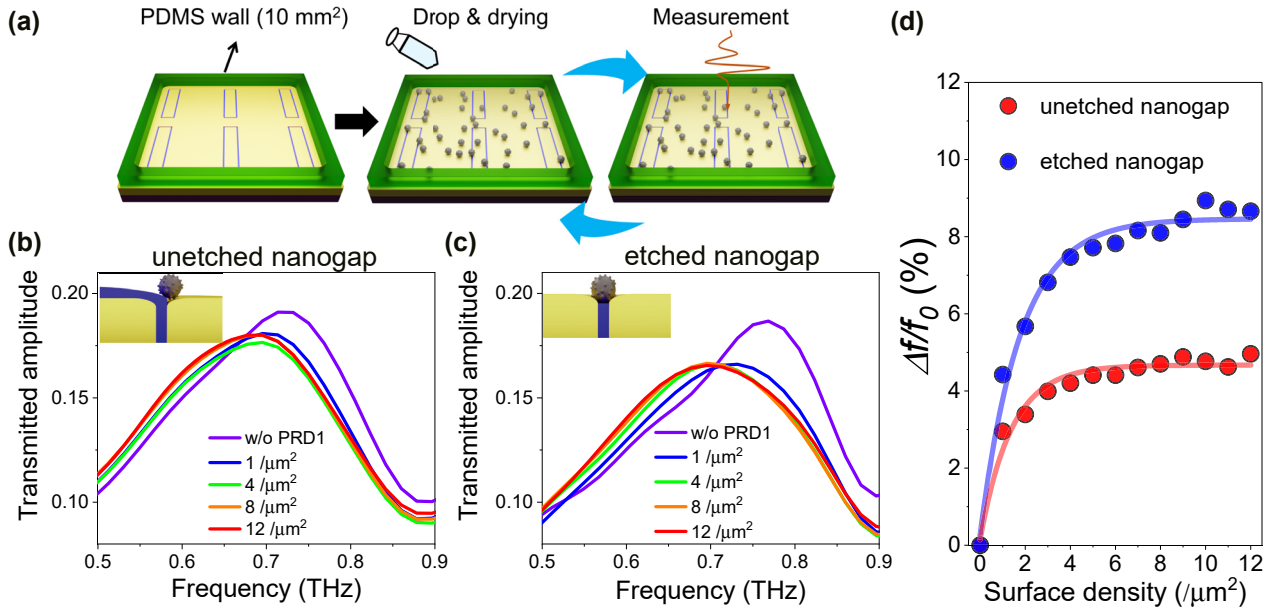 (a)
PDMS wall (10 mm²)
Drop & drying
Measurement
(b)
unetched nanogap
Transmitted amplitude
0.20
0.15
0.10
w/o PRD1
1 /μm²
4 /μm²
8 /μm²
12 /μm²
0.5 0.6 0.7 0.8 0.9
Frequency (THz)
(c)
etched nanogap
Transmitted amplitude
0.20
0.15
0.10
w/o PRD1
1 /μm²
4 /μm²
8 /μm²
12 /μm²
0.5 0.6 0.7 0.8 0.9
Frequency (THz)
(d)
Δf/f₀ (%)
12
10
8
6
4
2
0
unetched nanogap
etched nanogap
0 2 4 6 8 10 12
Surface density (/μm²)